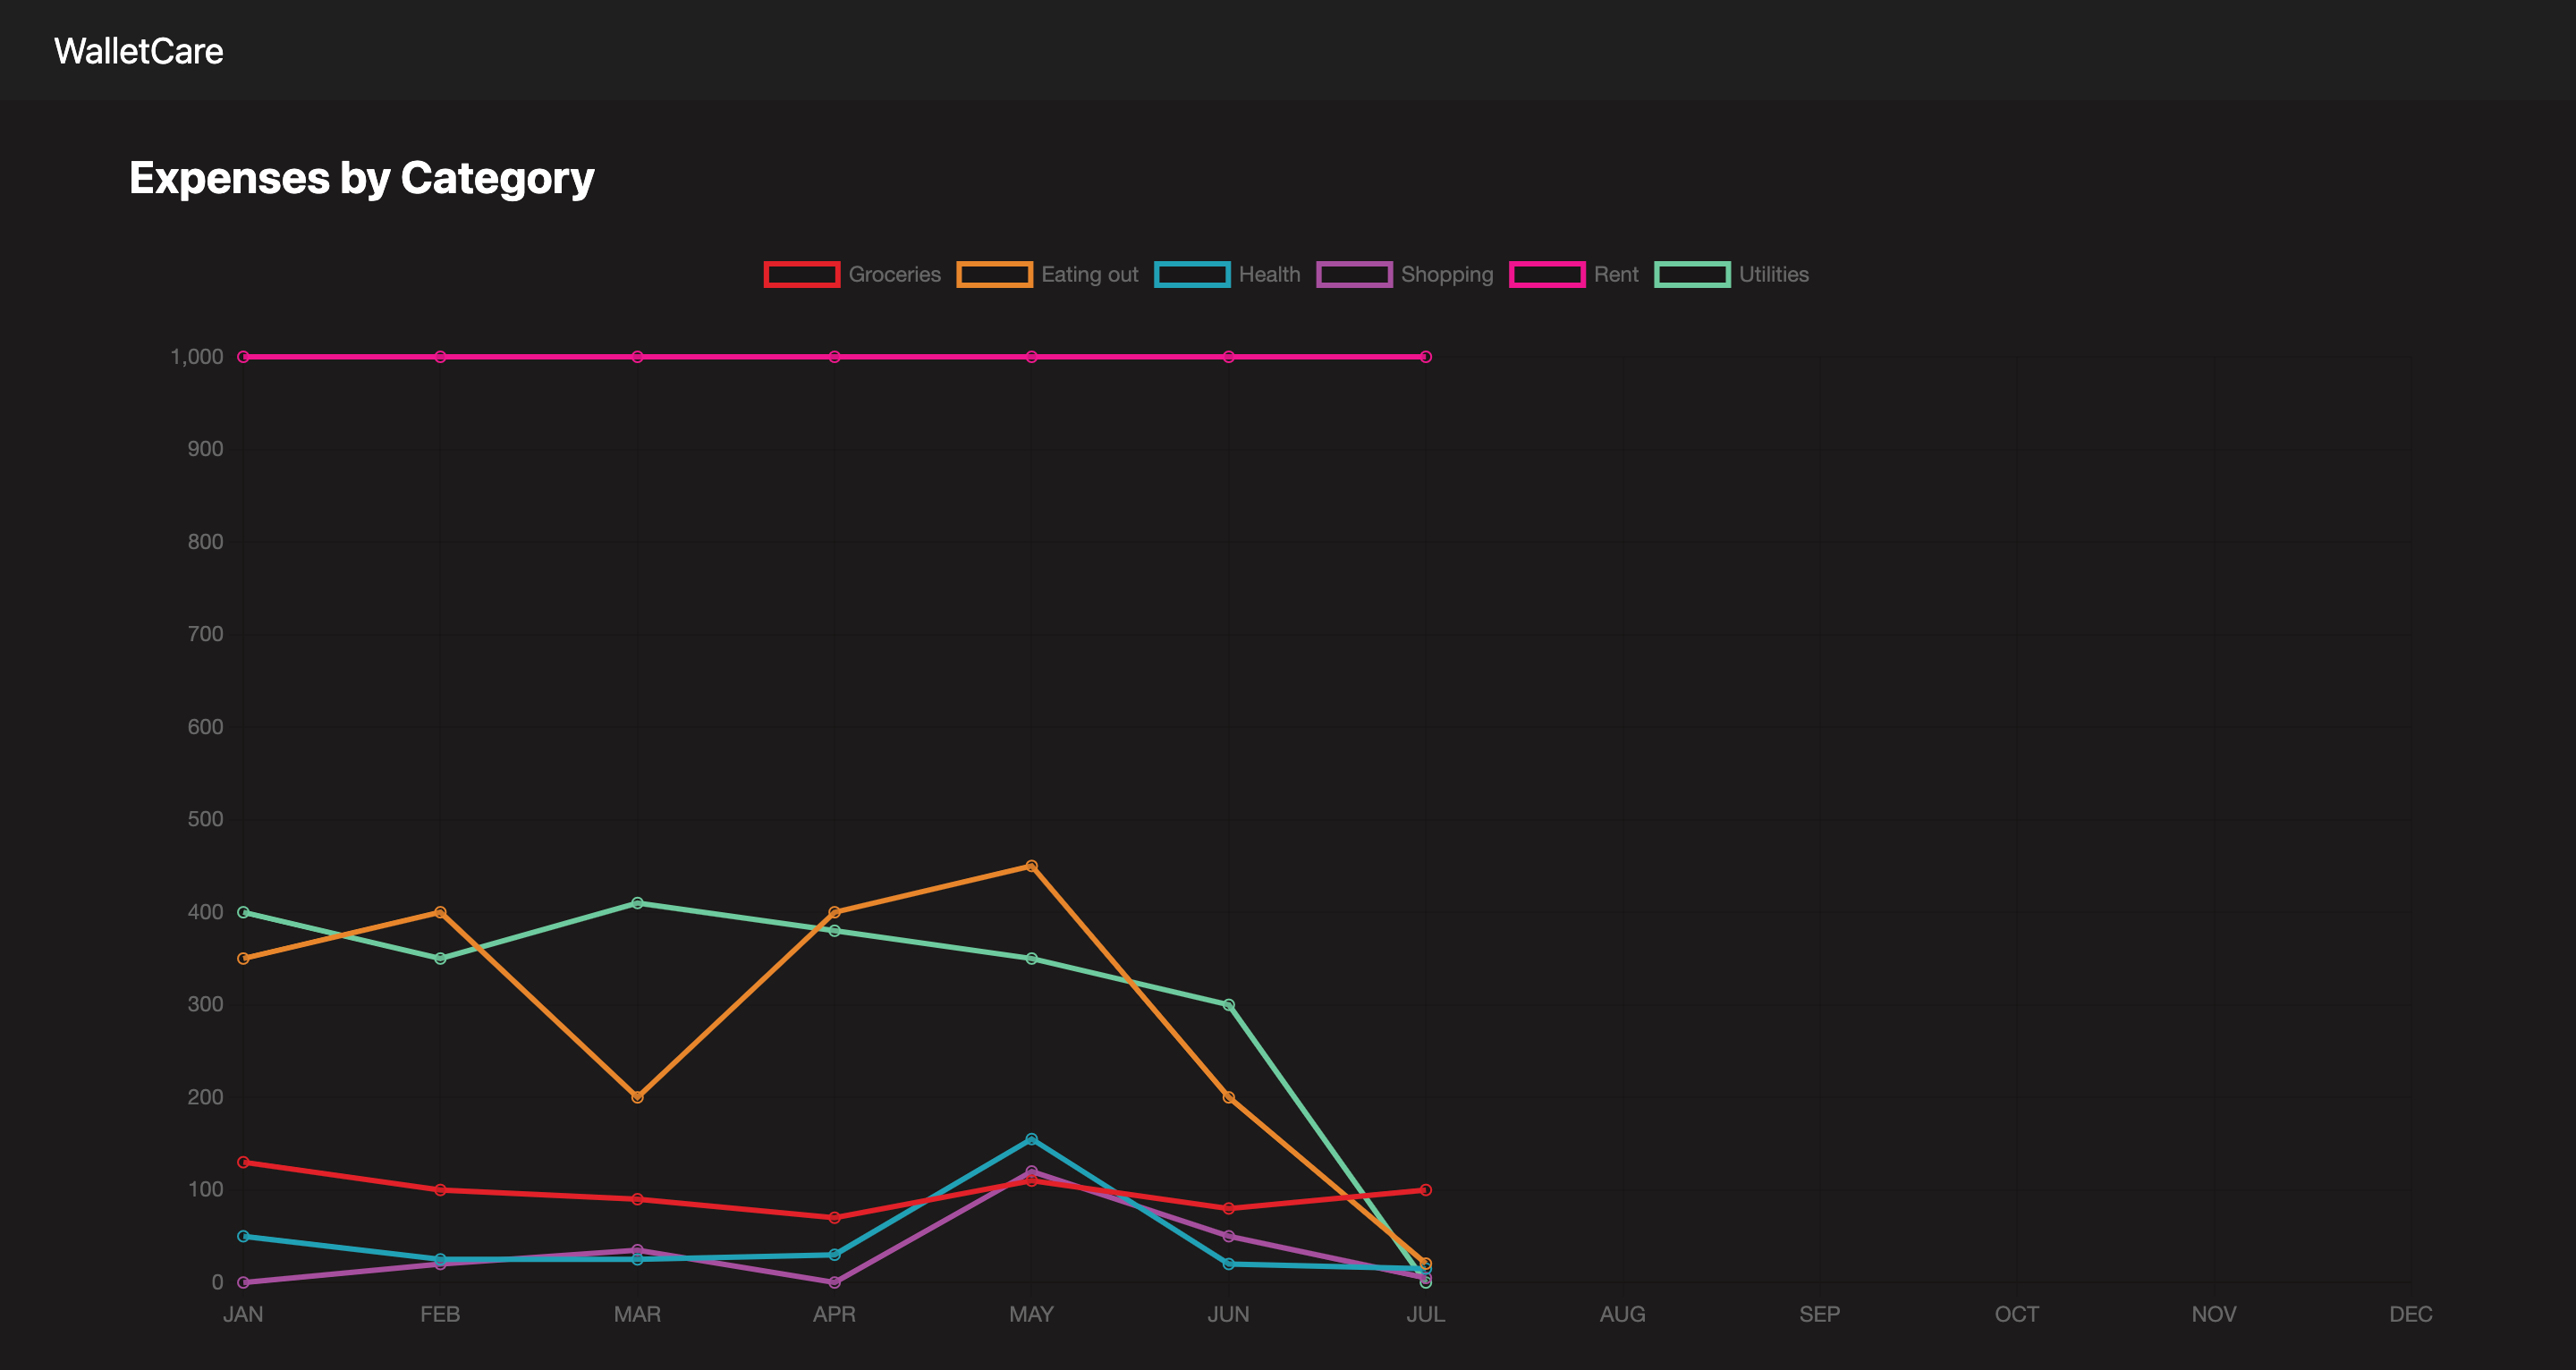 WalletCare
Expenses by Category
Groceries Eating out Health Shopping Rent Utilities
1,000
900
800
700
600
500
400
300
200
100
0
JAN FEB MAR APR MAY JUN JUL AUG SEP OCT NOV DEC